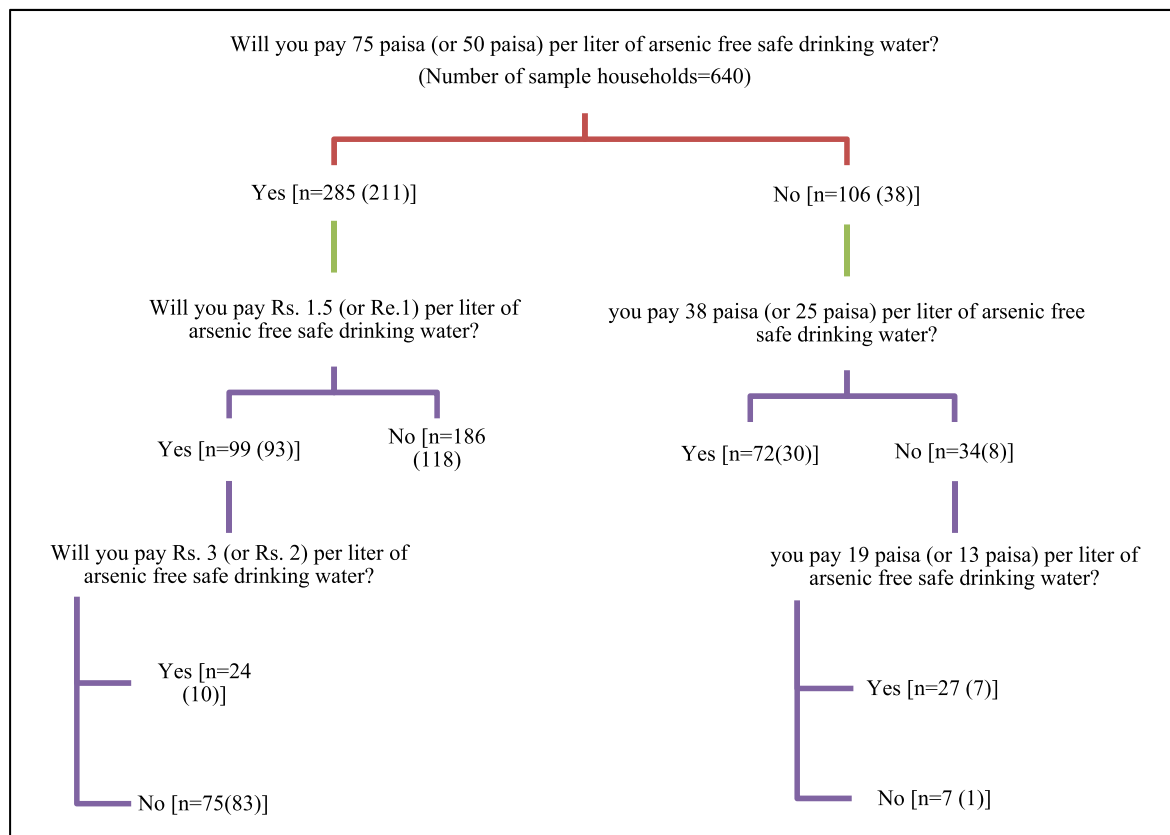 Will you pay 75 paisa (or 50 paisa) per liter of arsenic free safe drinking water?
(Number of sample households=640)
Yes [n=285 (211)]
No [n=106 (38)]
Will you pay Rs. 1.5 (or Re.1) per liter of
arsenic free safe drinking water?
you pay 38 paisa (or 25 paisa) per liter of arsenic free
safe drinking water?
Yes [n=99 (93)]
No [n=186
(118)
Yes [n=72(30)]
No [n=34(8)]
Will you pay Rs. 3 (or Rs. 2) per liter of
arsenic free safe drinking water?
you pay 19 paisa (or 13 paisa) per liter of
arsenic free safe drinking water?
Yes [n=24
(10)]
No [n=75(83)]
Yes [n=27 (7)]
No [n=7 (1)]